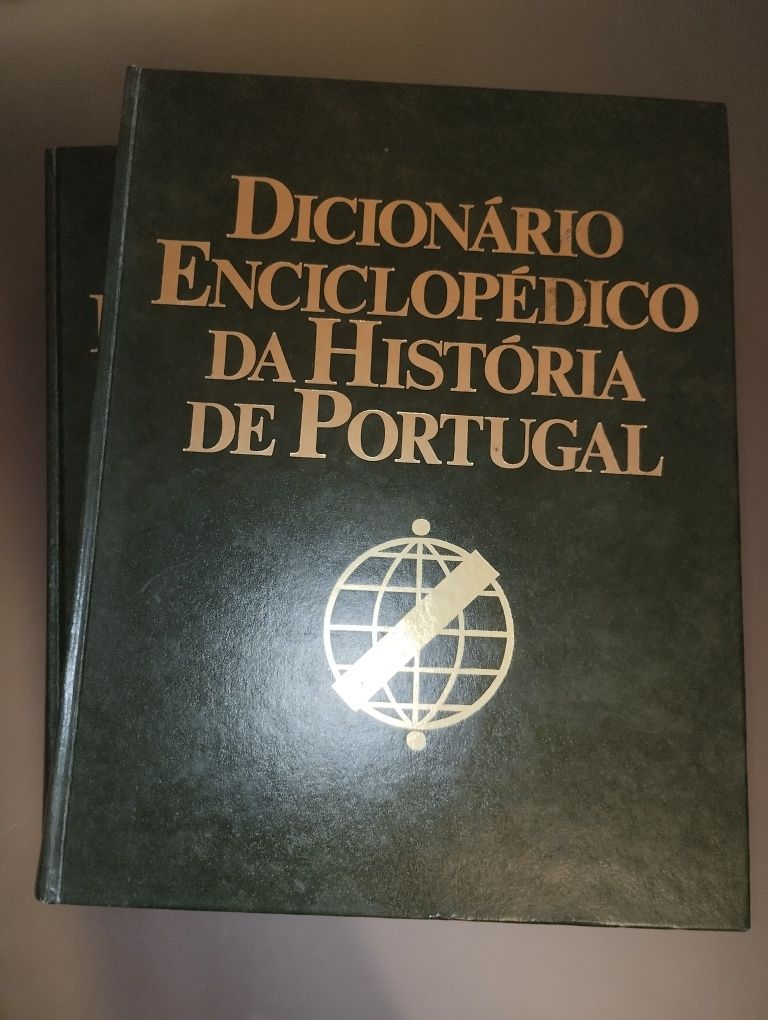 DICIONÁRIO
ENCICLOPÉDICO
DA HISTÓRIA
DE PORTUGAL